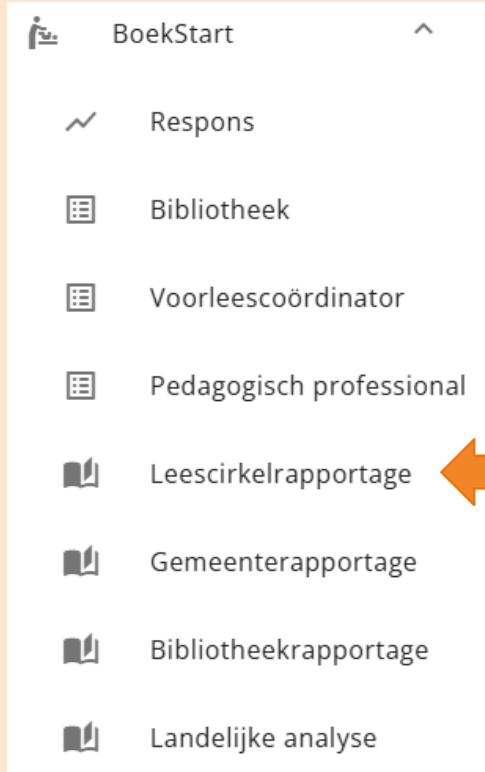 BoekStart
Respons
Bibliotheek
Voorleescoördinator
Pedagogisch professional
Leescirkelrapportage
Gemeenterapportage
Bibliotheekrapportage
Landelijke analyse